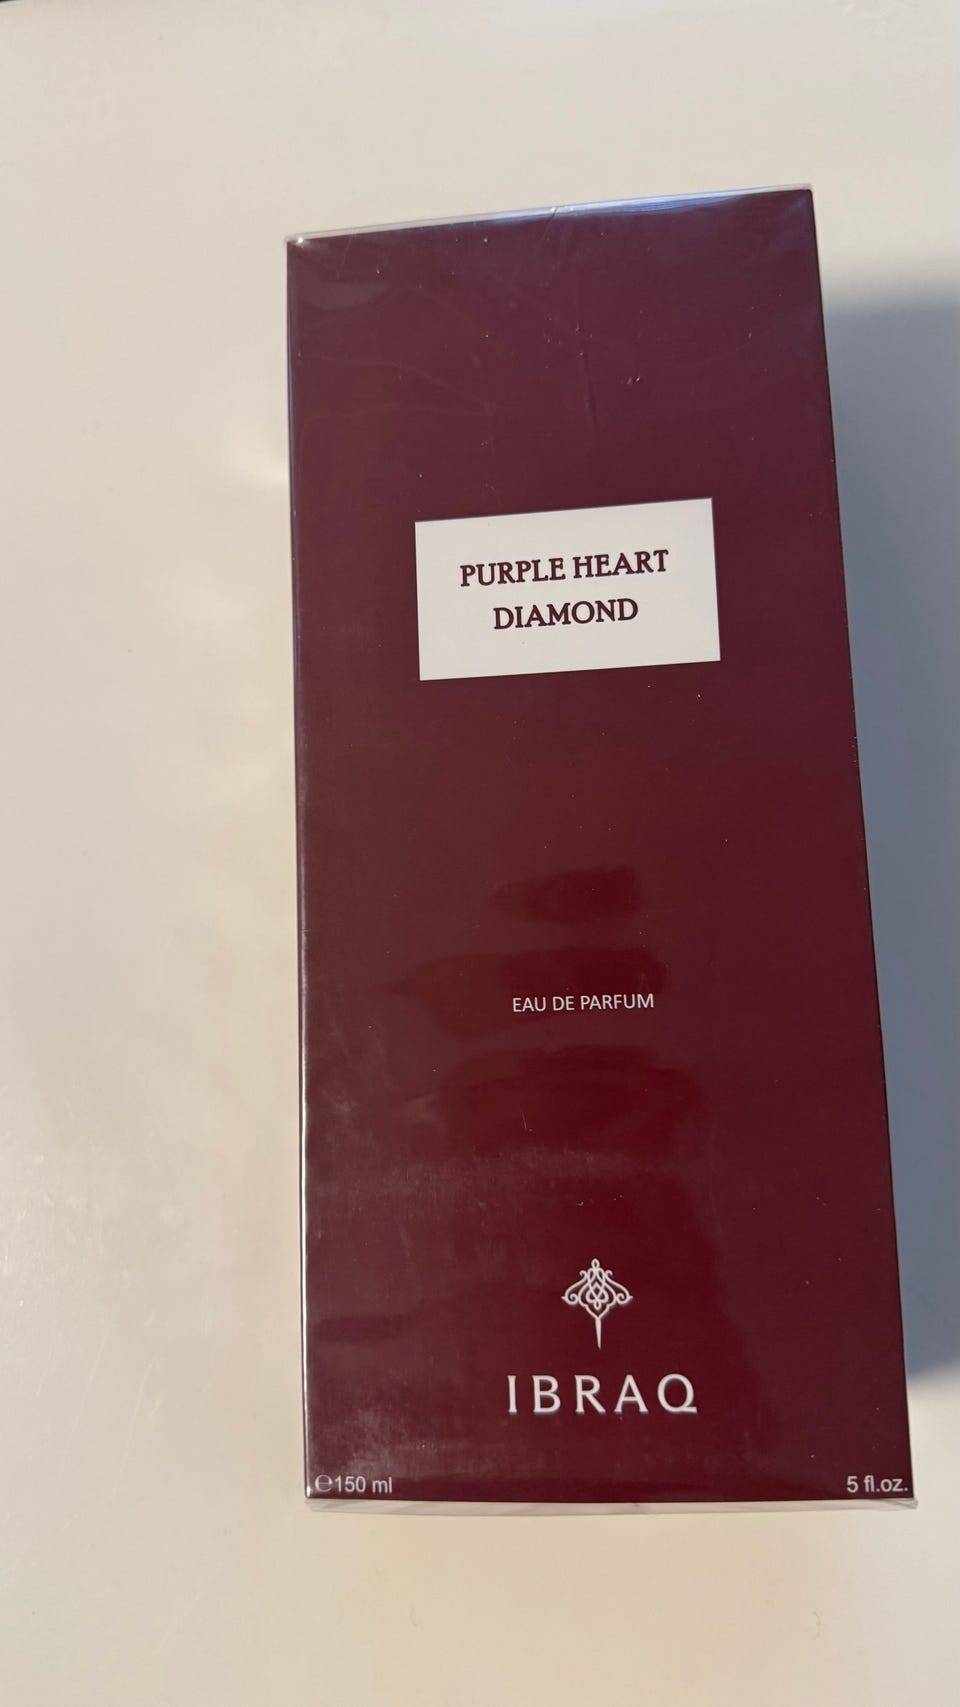 PURPLE HEART
DIAMOND
EAU DE PARFUM
IBRAQ
℮150 ml
5 fl.oz.